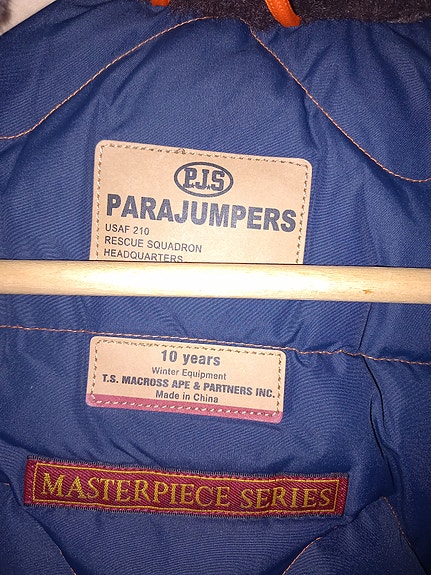 PJS
PARAJUMPERS
USAF 210
RESCUE SQUADRON
HEADQUARTERS
10 years
Winter Equipment
T.S. MACROSS APE & PARTNERS INC.
Made in China
MASTERPIECE SERIES